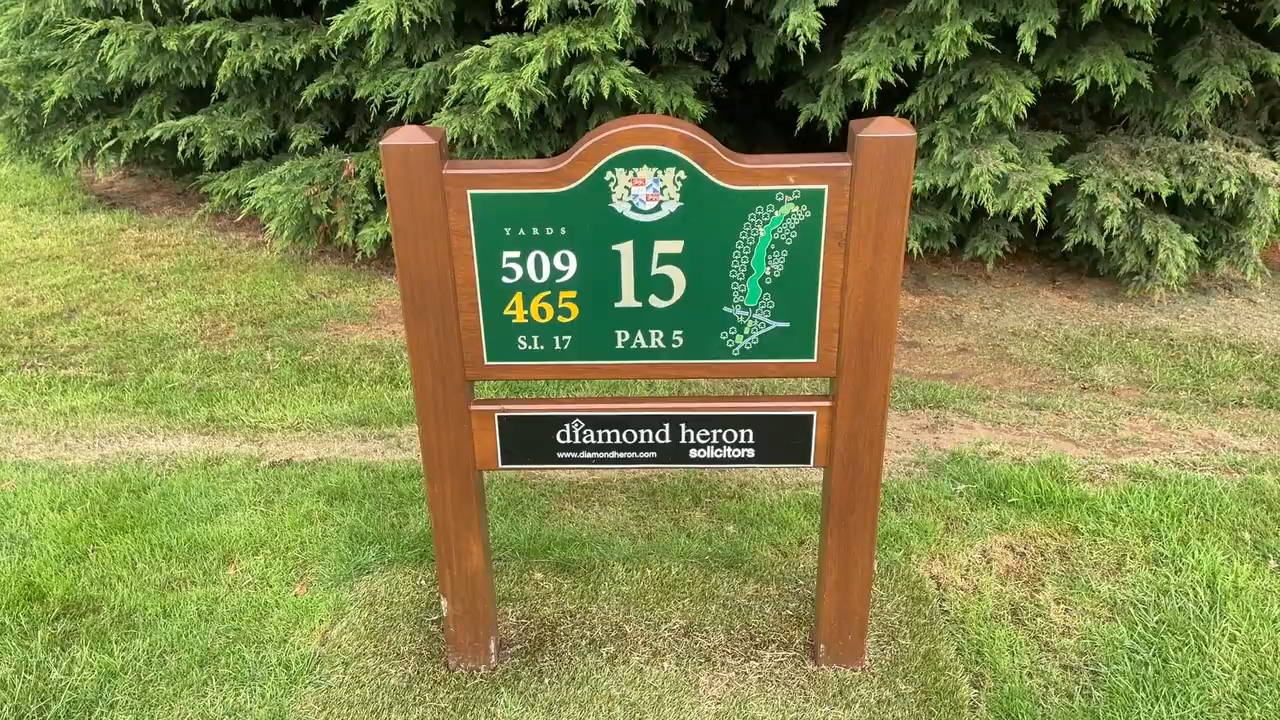 YARDS
509
465
S.I. 17
15
PAR 5
diamond heron
www.diamondheron.com solicitors